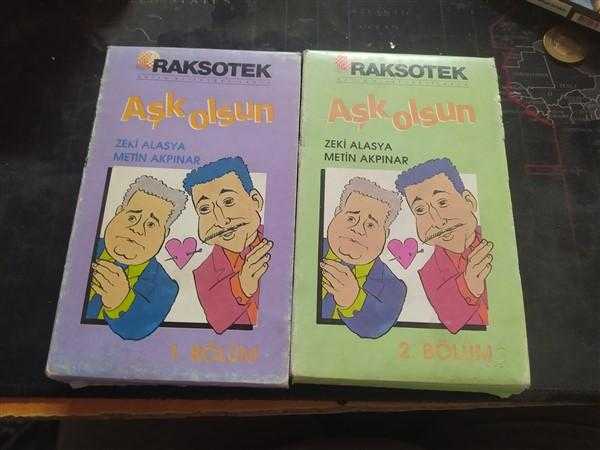 RAKSOTEK
Aşk olsun
ZEKİ ALASYA
METİN AKPINAR
1. BÖLÜM
RAKSOTEK
Aşk olsun
ZEKİ ALASYA
METİN AKPINAR
2. BÖLÜM